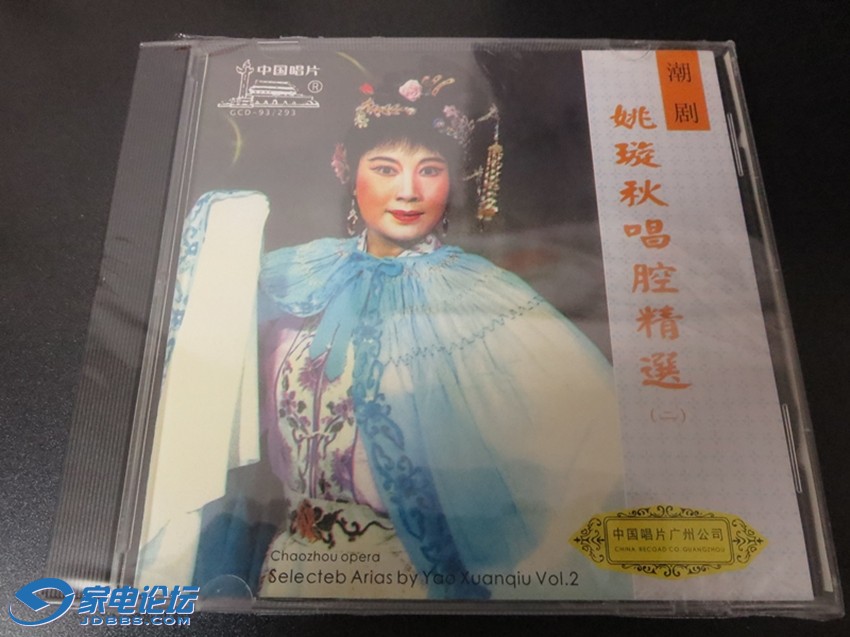 中国唱片
®
GCD-93/293
潮剧
姚璇秋唱腔精選
(二)
中国唱片广州公司
CHINA RECOAD CO GUANGZHOU
Chaozhou opera
Selecteb Arias by Yao Xuanqiu Vol.2
家电论坛
JDBBS.COM